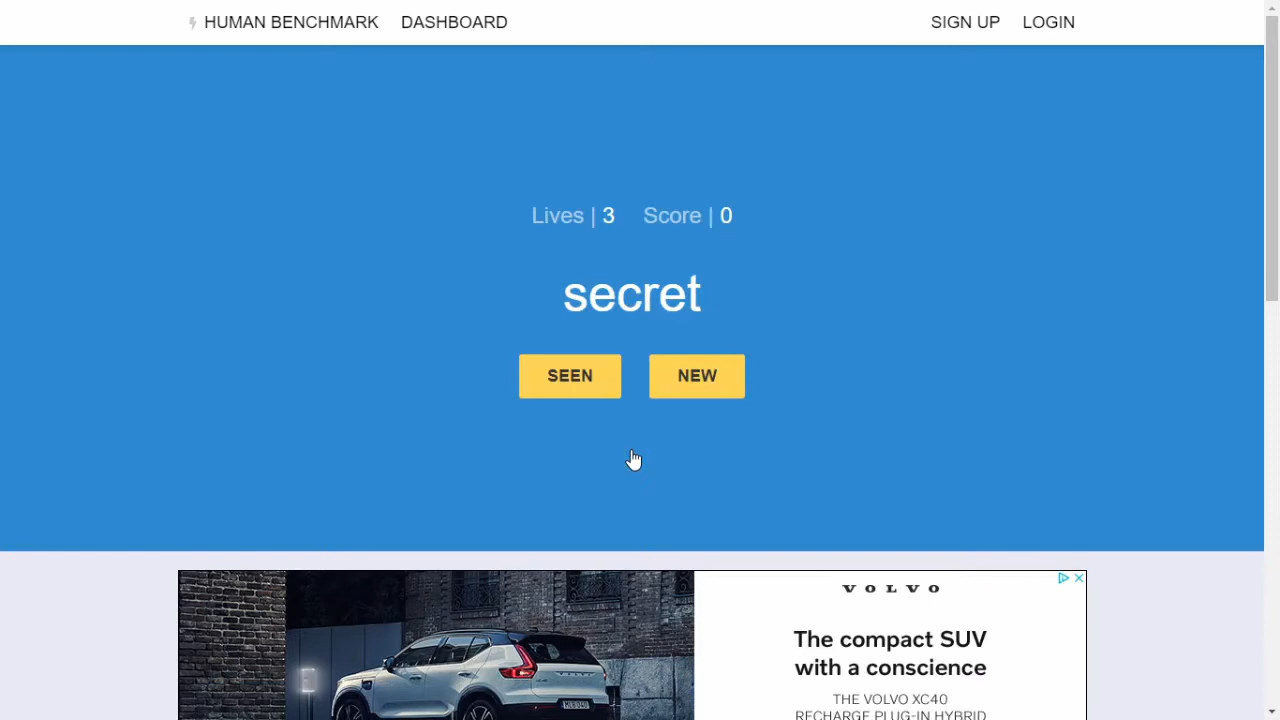 HUMAN BENCHMARK DASHBOARD SIGN UP LOGIN
Lives | 3 Score | 0
secret
SEEN NEW
VOLVO
The compact SUV
with a conscience
THE VOLVO XC40
RECHARGE PLUG-IN HYBRID